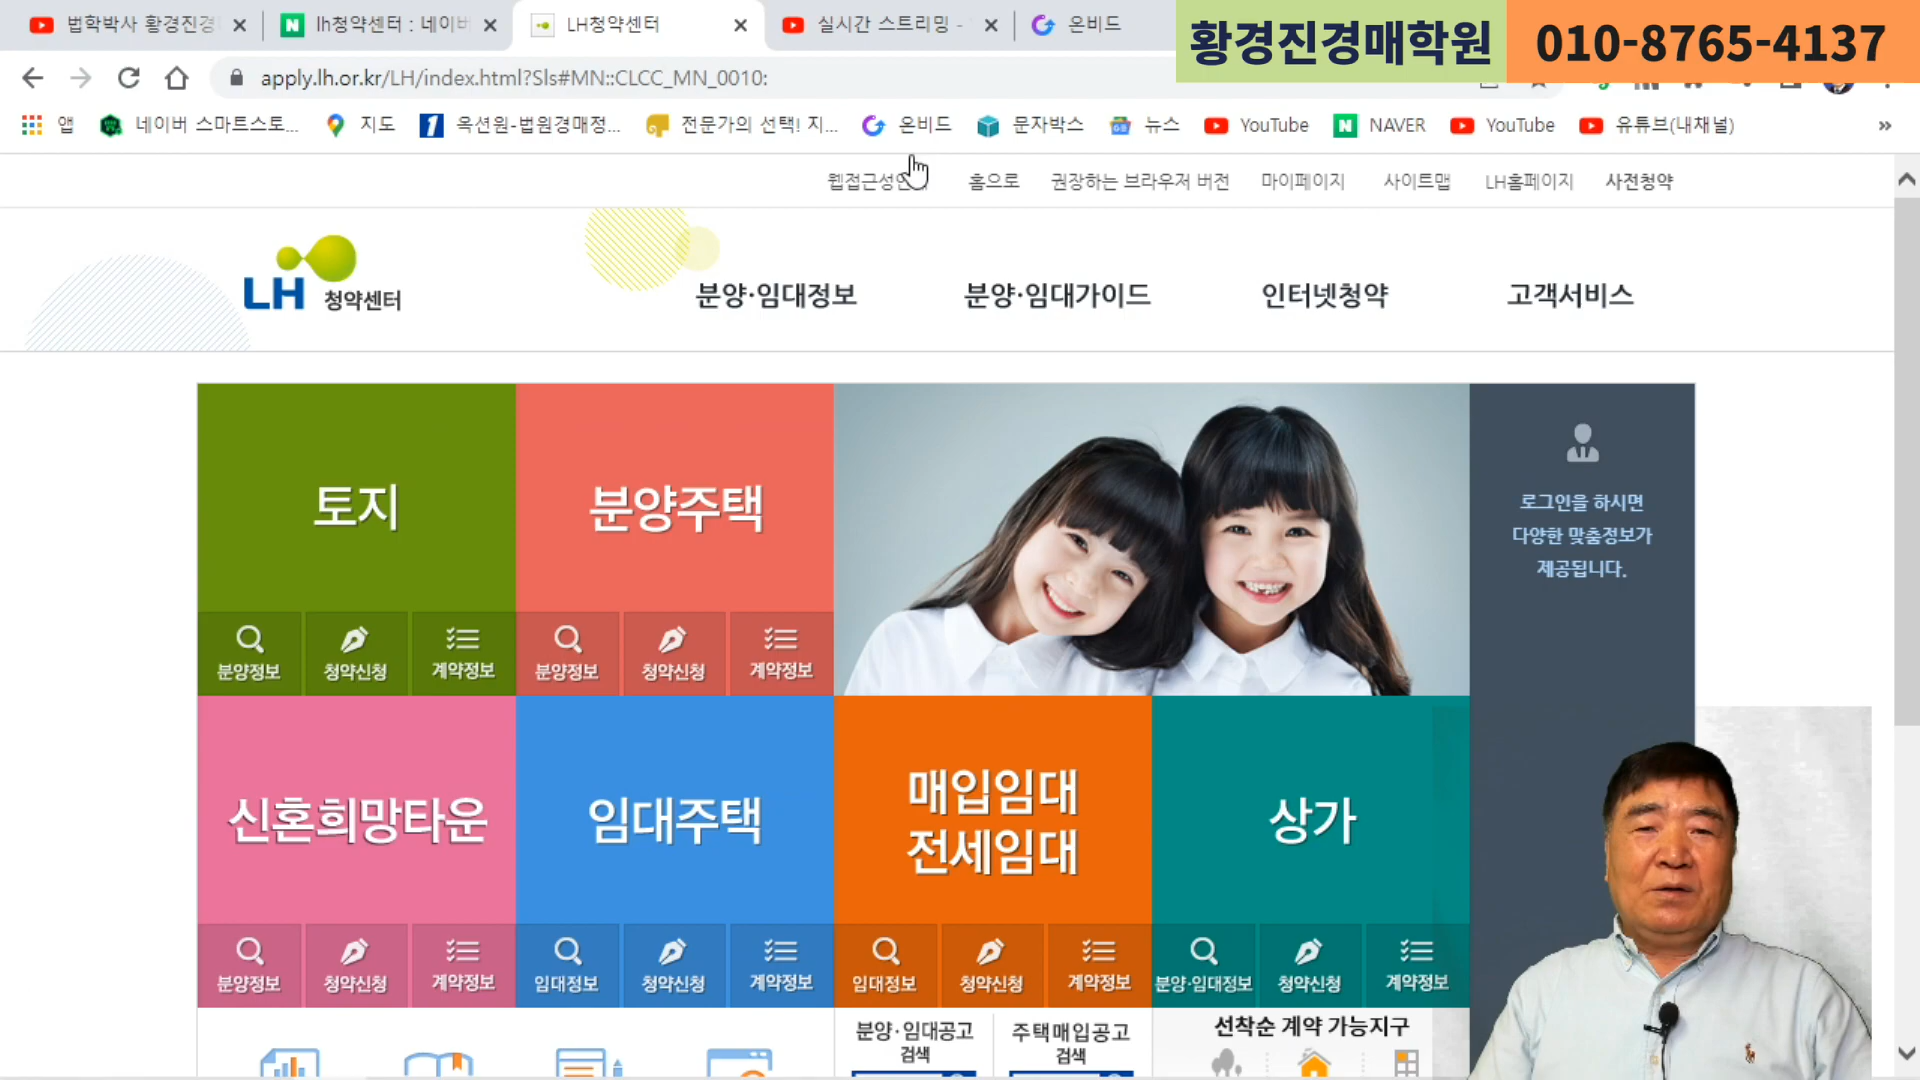 법학박사 황경진경
lh청약센터 : 네이버
LH청약센터
실시간 스트리밍 -
온비드
황경진경매학원
010-8765-4137
apply.lh.or.kr/LH/index.html?Sls#MN::CLCC_MN_0010:
앱
네이버 스마트스토...
지도
옥션원-법원경매정...
전문가의 선택! 지...
온비드
문자박스
뉴스
YouTube
NAVER
YouTube
유튜브(내채널)
»
웹접근성
홈으로
권장하는 브라우저 버전
마이페이지
사이트맵
LH홈페이지
사전청약
LH 청약센터
분양·임대정보
분양·임대가이드
인터넷청약
고객서비스
토지
분양정보
청약신청
계약정보
분양주택
분양정보
청약신청
계약정보
로그인을 하시면
다양한 맞춤정보가
제공됩니다.
신혼희망타운
분양정보
청약신청
계약정보
임대주택
임대정보
청약신청
계약정보
매입임대
전세임대
임대정보
청약신청
계약정보
상가
분양·임대정보
청약신청
계약정보
분양·임대공고
검색
주택매입공고
검색
선착순 계약 가능지구